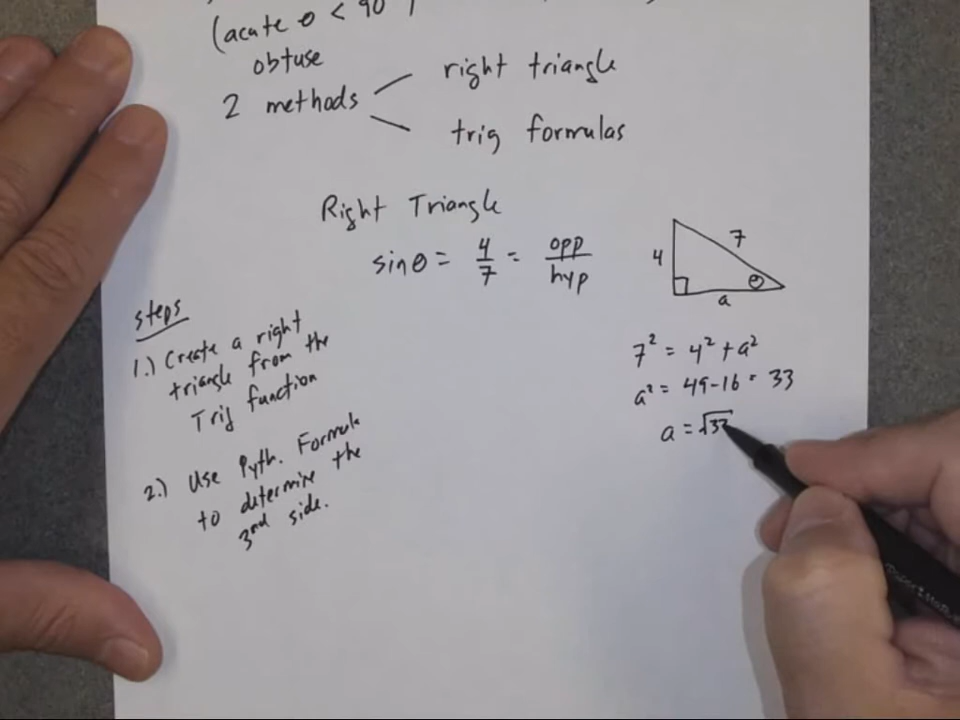 (acute θ < 90°)
obtuse
2 methods
right triangle
trig formulas
Right Triangle
sinθ = 4/7 = opp/hyp
4
7
θ
a
steps
1.) Create a right
triangle from the
Trig function
2.) Use Pyth. Formula
to determine the
3rd side.
7² = 4² + a²
a² = 49-16 = 33
a = √33